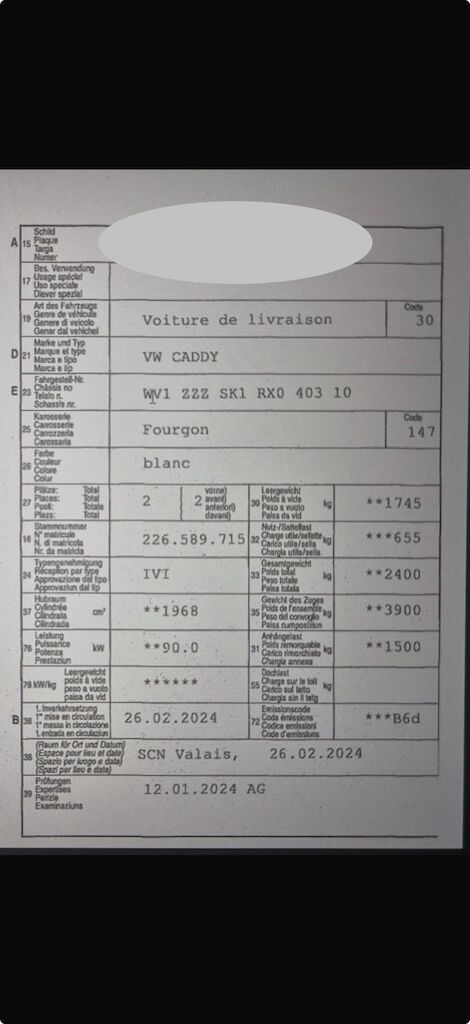 A 15 Schild
Plaque
Targa
Numer
17 Bes. Verwendung
Usage spécial
Uso speciale
Diever spezial
19 Art des Fahrzeugs
Genre de véhicule
Genere di veicolo
Gener dal vehichel
Voiture de livraison
Code
30
D 21 Marke und Typ
Marque et type
Marca e tipo
Marca e tip
VW CADDY
E 23 Fahrgestell-Nr.
Châssis no
Telaio n.
Schassis nr.
WV1 ZZZ SK1 RX0 403 10
25 Karosserie
Carrosserie
Carrozzeria
Carossaria
Fourgon
Code
147
26 Farbe
Couleur
Colore
Colur
blanc
27 Plätze: Total
Places: Total
Posti: Totale
Plazs: Total
2
2 vorne)
avant)
anteriori)
davant)
30 Leergewicht
Poids à vide
Peso a vuoto
Paisa da vid
kg
**1745
18 Stammnummer
N° matricule
N. di matricola
Nr. da matricla
226.589.715
32 Nutz-/Sattellast
Charge utile/sellette
Carico utile/sella
Chargia utila/sella
kg
***655
24 Typengenehmigung
Réception par type
Approvazione del tipo
Approvaziun dal tip
IVI
33 Gesamtgewicht
Poids total
Peso totale
Paisa totala
kg
**2400
37 Hubraum
Cylindrée
Cilindrata
Cilindrada
cm³
**1968
35 Gewicht des Zuges
Poids de l'ensemble
Peso del convoglio
Paisa cumposiziun
kg
**3900
76 Leistung
Puissance
Potenza
Prestaziun
kW
**90.0
31 Anhängelast
Poids remorquable
Carico rimorchiato
Chargia annexa
kg
**1500
78 kW/kg Leergewicht
poids à vide
peso a vuoto
paisa da vid
******
55 Dachlast
Charge sur le toit
Carico sul tetto
Chargia sin il tetg
kg
B 36 1. Inverkehrsetzung
1re mise en circulation
1a messa in circolazione
1. entrada en circulaziun
26.02.2024
72 Emissionscode
Code émissions
Codice emissioni
Code d'emissiuns
***B6d
38 (Raum für Ort und Datum)
(Espace pour lieu et date)
(Spazio per luogo e data)
(Spazi per lieu e data)
SCN Valais, 26.02.2024
39 Prüfungen
Expertises
Perizie
Examinaziuns
12.01.2024 AG